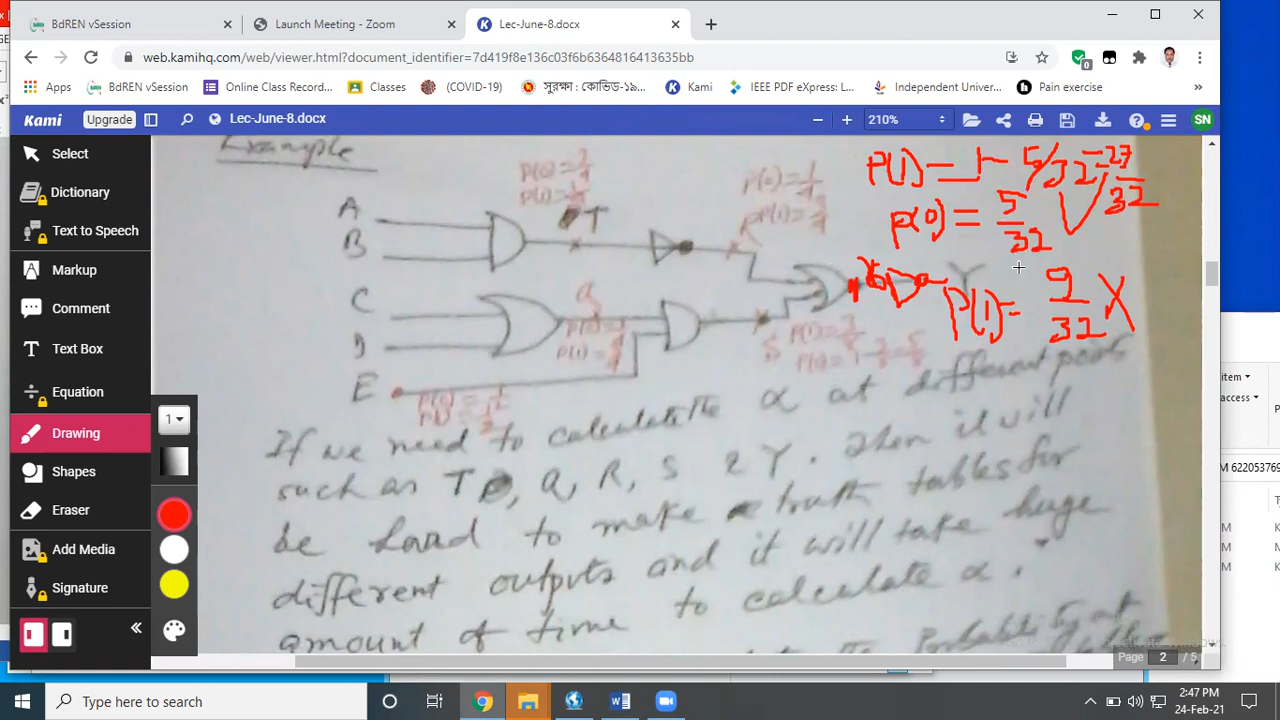 BdREN vSession
Launch Meeting - Zoom
Lec-June-8.docx
web.kamihq.com/web/viewer.html?document_identifier=7d419f8e136c03f6b6364816413635bb
Apps
BdREN vSession
Online Class Record...
Classes
(COVID-19)
সুরক্ষা : কোভিড-১৯...
Kami
IEEE PDF eXpress: L...
Independent Univer...
Pain exercise
Kami
Upgrade
Lec-June-8.docx
210%
SN
Select
Dictionary
Text to Speech
Markup
Comment
Text Box
Equation
Drawing
Shapes
Eraser
Add Media
Signature
1
Example
P(1) = 1 - 5/32 = 27/32
P(0) = 5/32
P(1) = 9/32 X
A
B
C
D
E
T
R
Q
S
Y
If we need to calculate the α at different points
such as T, Q, R, S & Y. Then it will
be hard to make truth tables for
different outputs and it will take huge
amount of time to calculate α.
Probability at
Page 2 / 5
item
ccess
M 622053769
Type here to search
2:47 PM
24-Feb-21